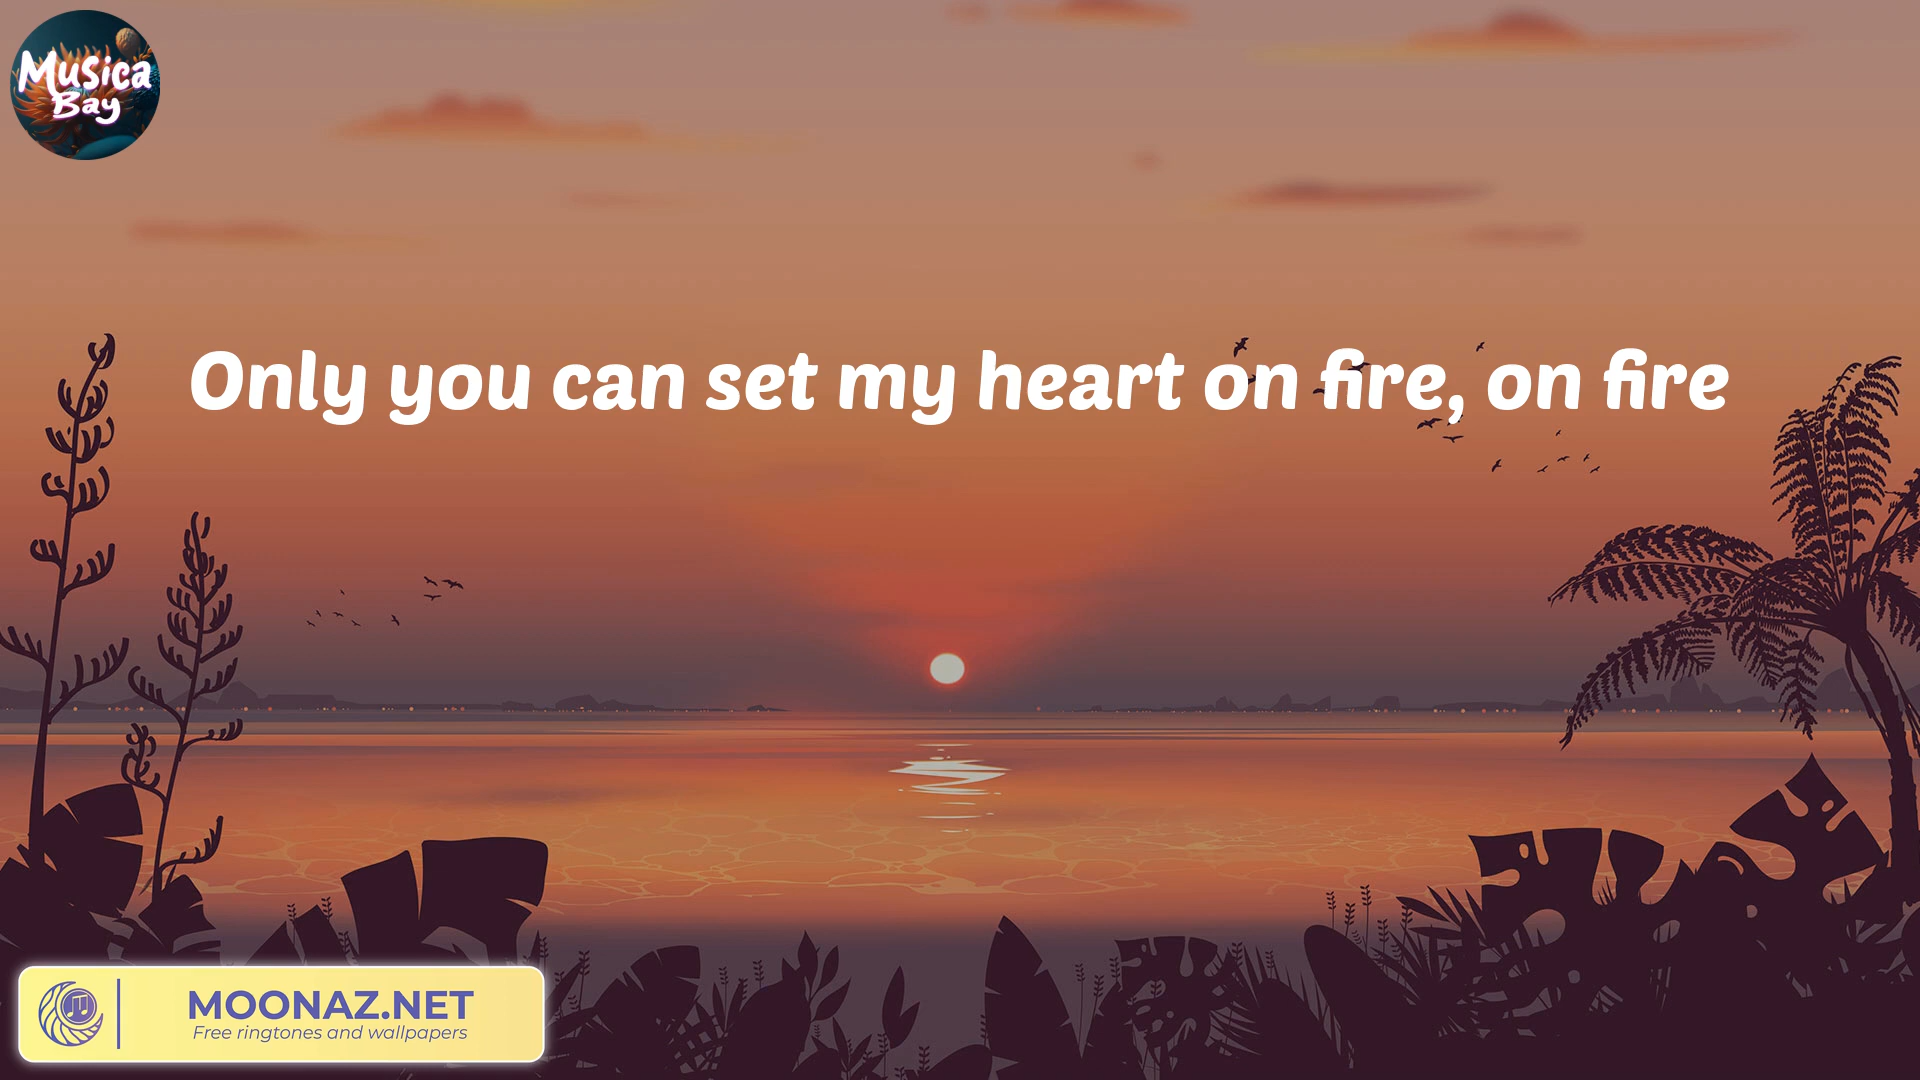 Musica
Bay
Only you can set my heart on fire, on fire
MOONAZ.NET
Free ringtones and wallpapers